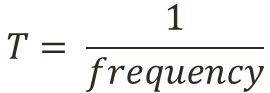 T = 1 / frequency